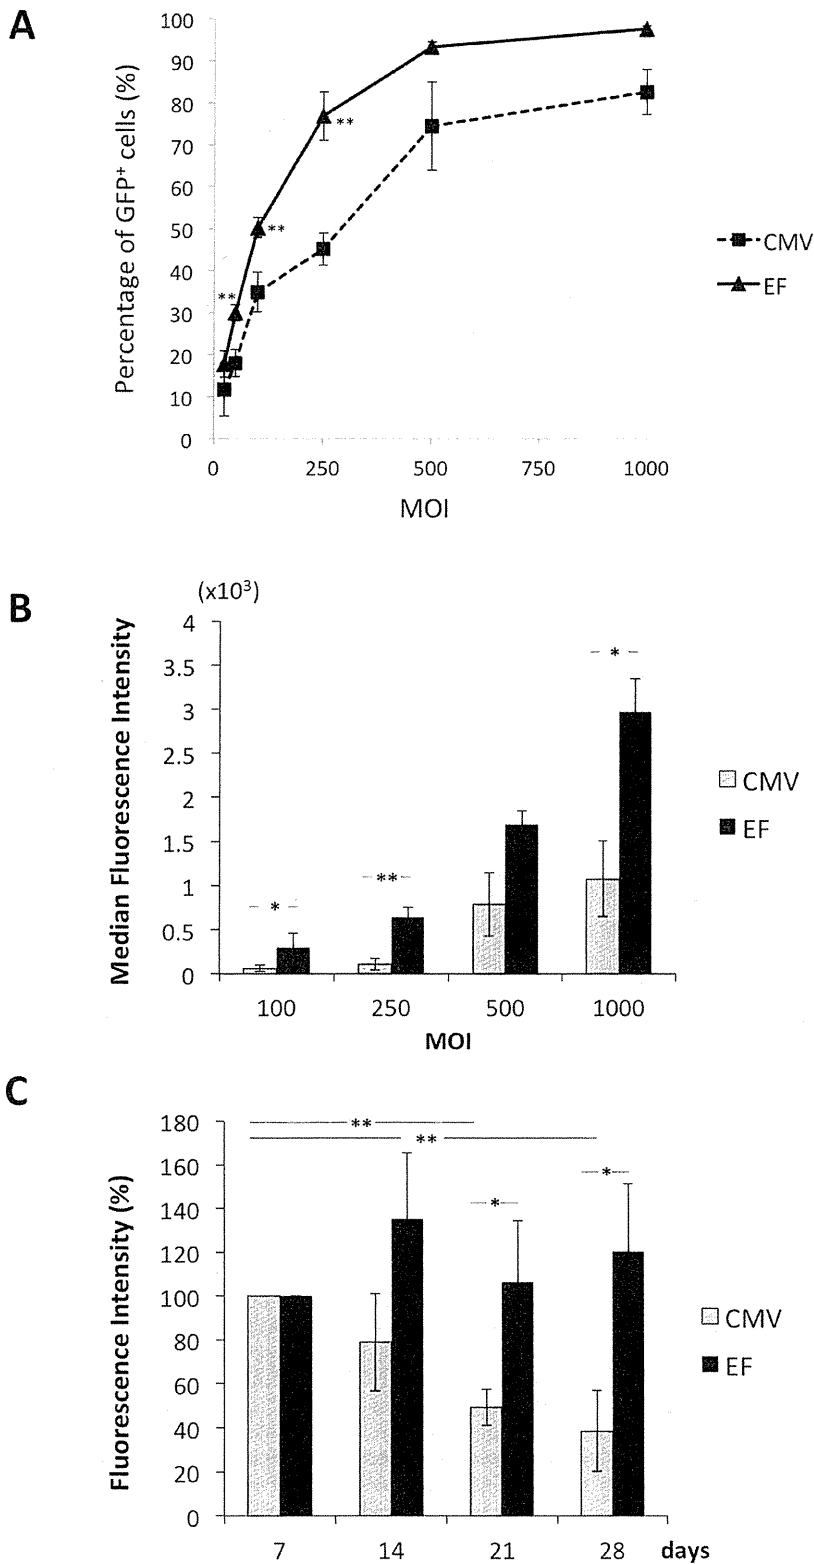 A
Percentage of GFP⁺ cells (%)
100
90
80
70
60
50
40
30
20
10
0
**
**
**
0 250 500 750 1000
MOI
CMV
EF
B
(x10³)
Median Fluorescence Intensity
4
3.5
3
2.5
2
1.5
1
0.5
0
*
**
*
100 250 500 1000
MOI
CMV
EF
C
Fluorescence Intensity (%)
180
160
140
120
100
80
60
40
20
0
**
**
*
*
7 14 21 28 days
CMV
EF